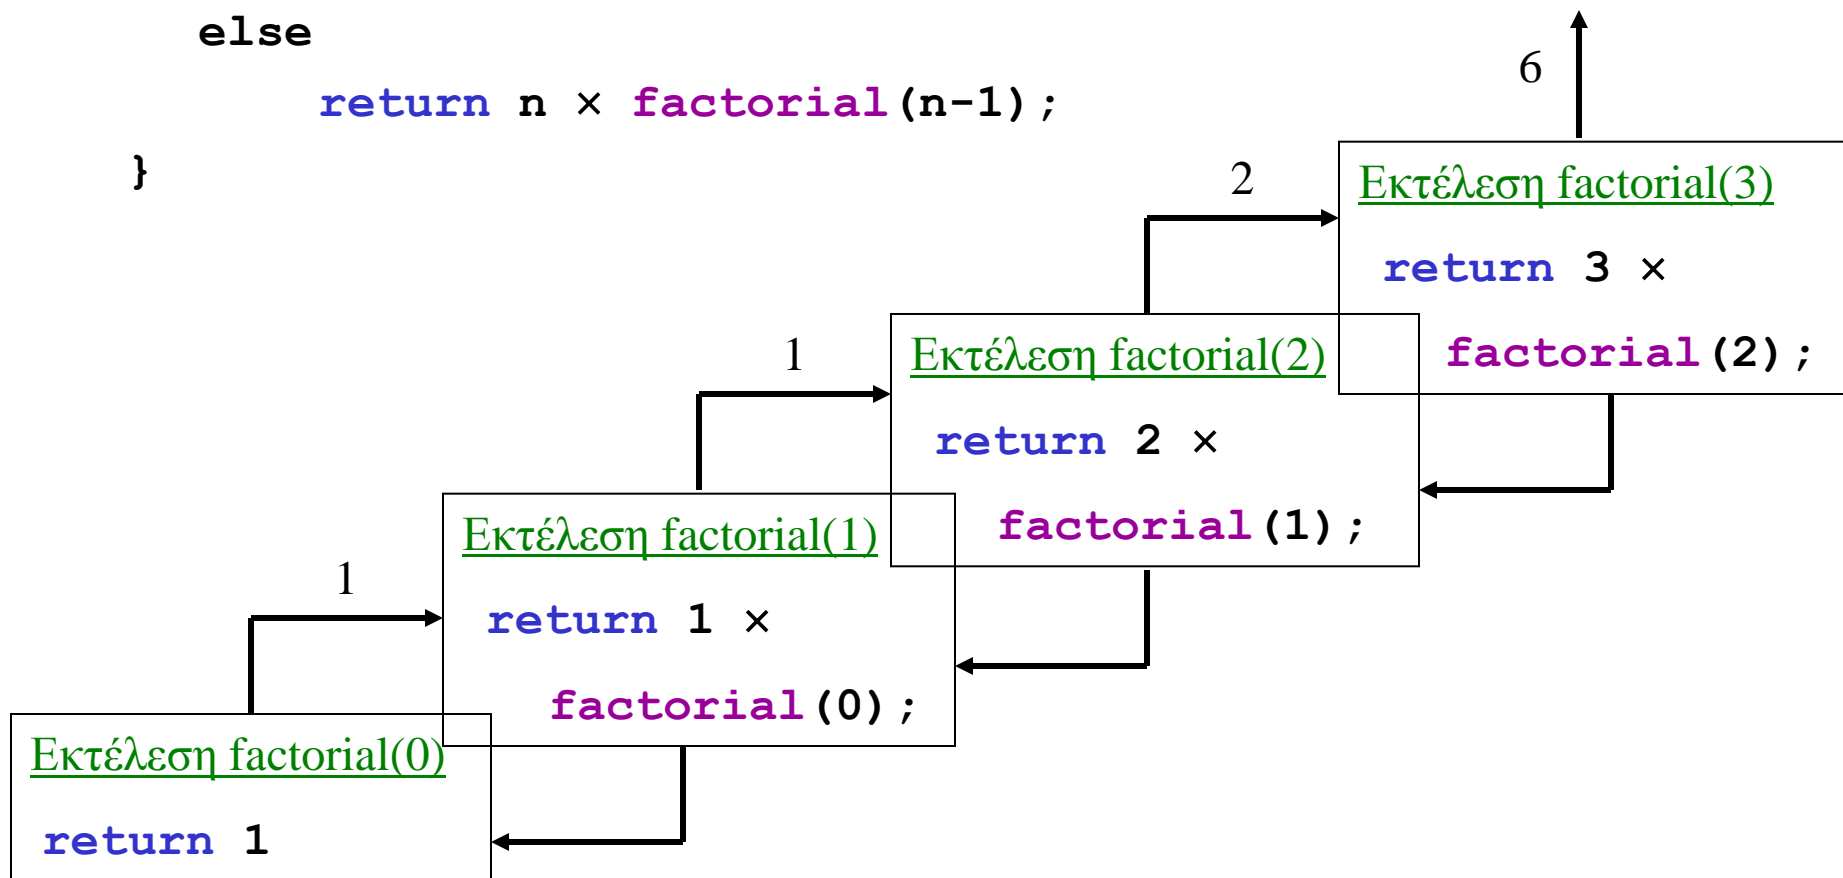 else
return n × factorial(n-1);
}
6
Εκτέλεση factorial(3)
return 3 ×
factorial(2);
2
Εκτέλεση factorial(2)
return 2 ×
factorial(1);
1
Εκτέλεση factorial(1)
return 1 ×
factorial(0);
1
Εκτέλεση factorial(0)
return 1